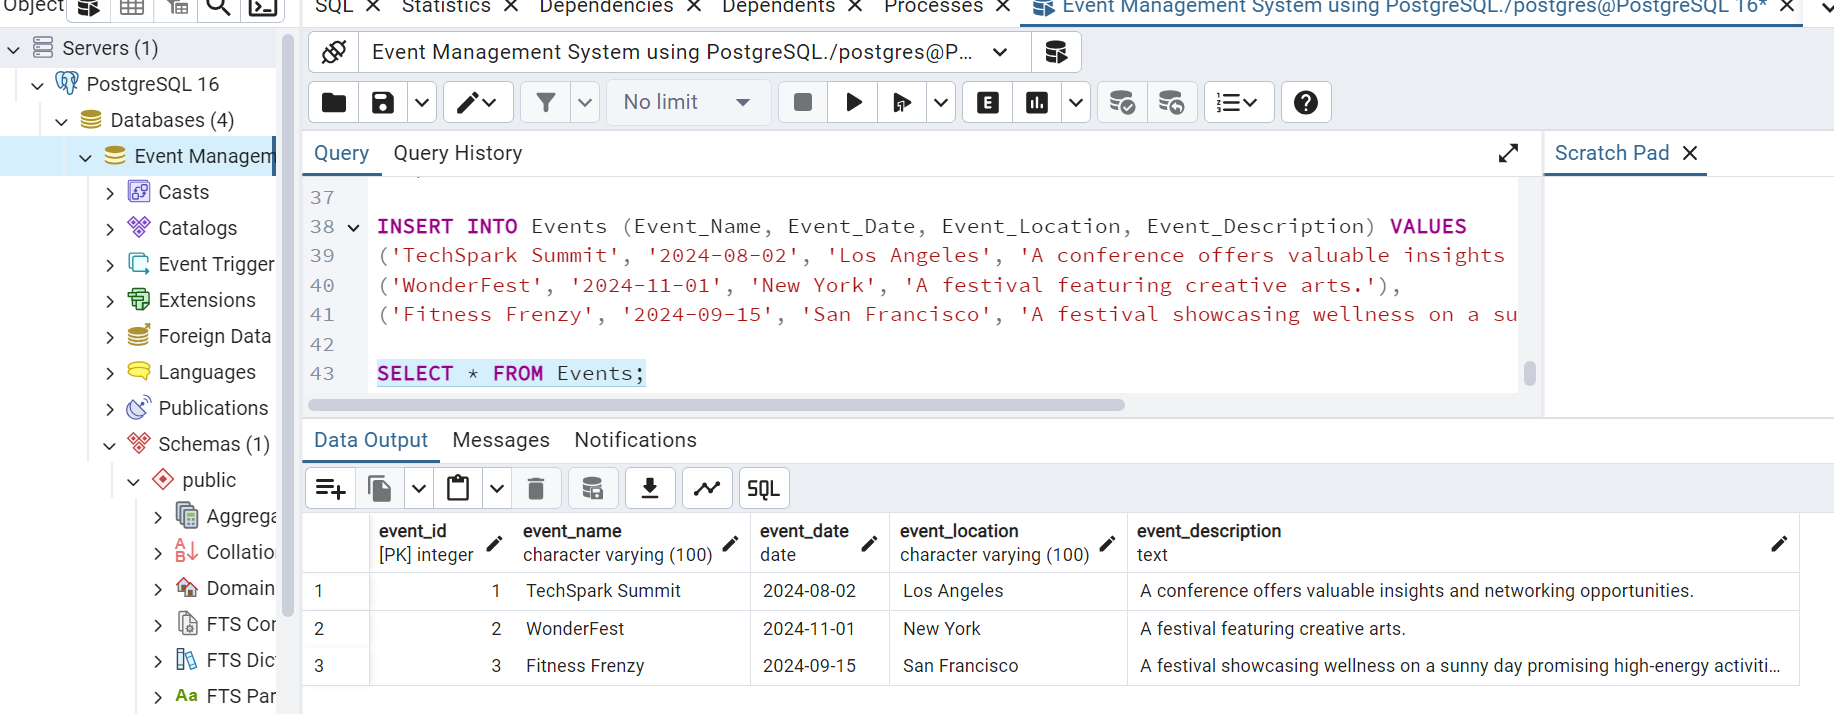 Object
SQL Statistics Dependencies Dependents Processes Event Management System using PostgreSQL./postgres@PostgreSQL 16*
Servers (1)
PostgreSQL 16
Databases (4)
Event Managem
Casts
Catalogs
Event Trigger
Extensions
Foreign Data
Languages
Publications
Schemas (1)
public
Aggrega
Collatio
Domain
FTS Cor
FTS Dic
Aa FTS Par
Event Management System using PostgreSQL./postgres@P...
No limit
E
Query Query History
Scratch Pad
37
38 INSERT INTO Events (Event_Name, Event_Date, Event_Location, Event_Description) VALUES
39 ('TechSpark Summit', '2024-08-02', 'Los Angeles', 'A conference offers valuable insights
40 ('WonderFest', '2024-11-01', 'New York', 'A festival featuring creative arts.'),
41 ('Fitness Frenzy', '2024-09-15', 'San Francisco', 'A festival showcasing wellness on a su
42
43 SELECT * FROM Events;
Data Output Messages Notifications
SQL
event_id event_name event_date event_location event_description
[PK] integer character varying (100) date character varying (100) text
1 1 TechSpark Summit 2024-08-02 Los Angeles A conference offers valuable insights and networking opportunities.
2 2 WonderFest 2024-11-01 New York A festival featuring creative arts.
3 3 Fitness Frenzy 2024-09-15 San Francisco A festival showcasing wellness on a sunny day promising high-energy activiti...